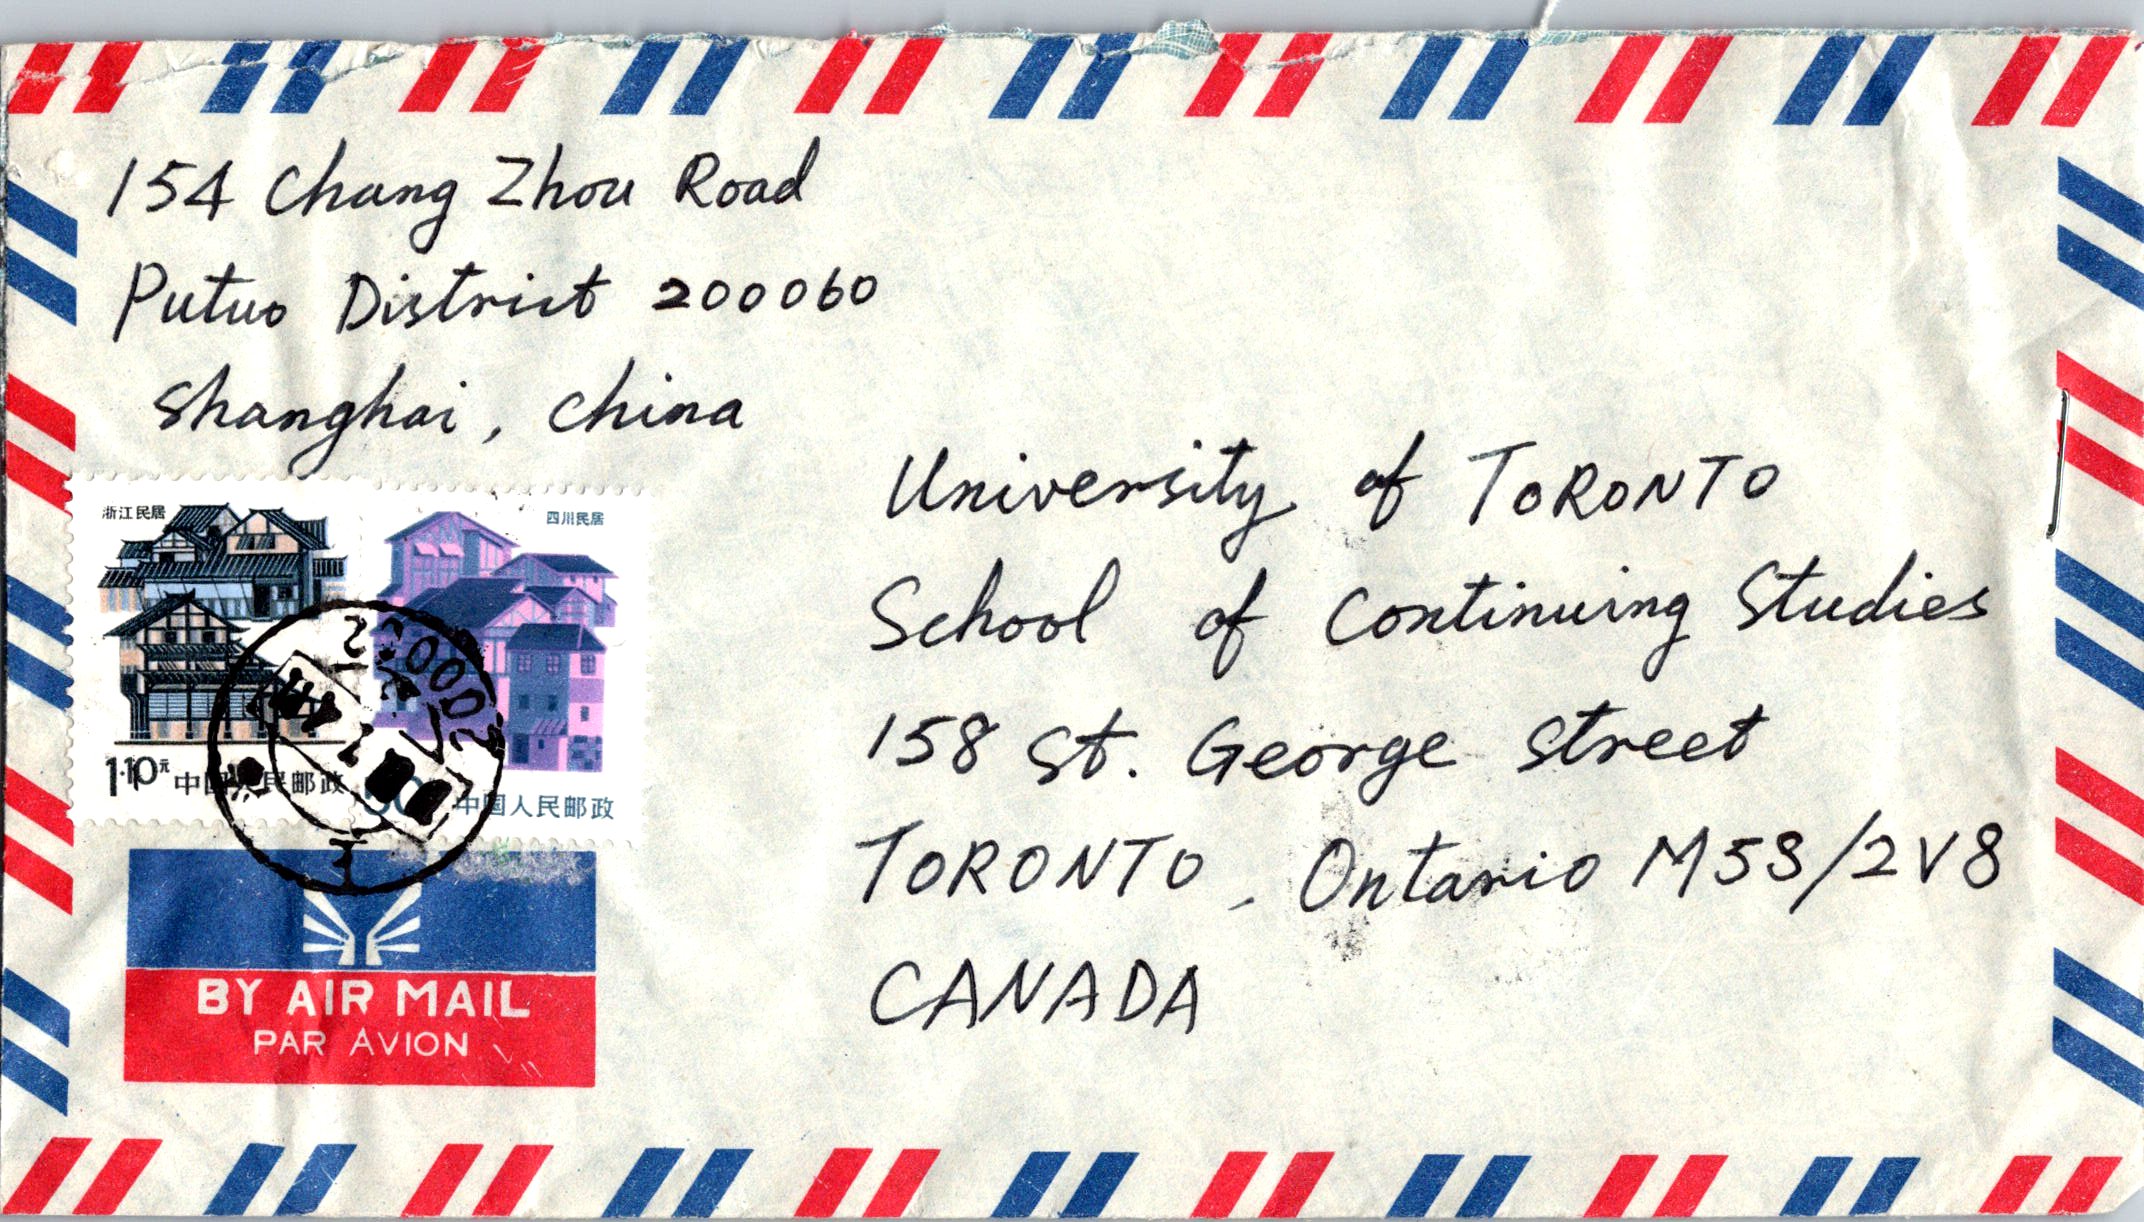 154 Chang Zhou Road
Putuo District 200060
Shanghai, China
University of TORONTO
School of Continuing Studies
158 St. George Street
TORONTO, Ontario M5S/2V8
CANADA
浙江民居
1.10元 中国人民邮政
四川民居
中国人民邮政
BY AIR MAIL
PAR AVION